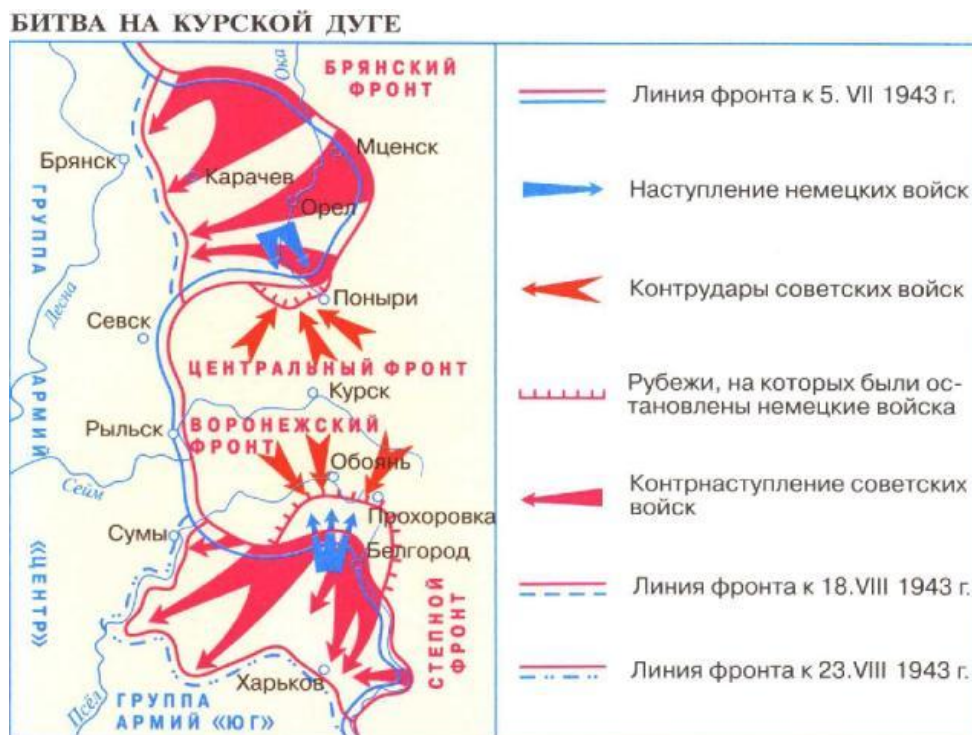 БИТВА НА КУРСКОЙ ДУГЕ
Ока
БРЯНСКИЙ
ФРОНТ
Мценск
Брянск
Карачев
Орел
ГРУППА
АРМИЙ
«ЦЕНТР»
Десна
Поныри
Севск
ЦЕНТРАЛЬНЫЙ ФРОНТ
Курск
ВОРОНЕЖСКИЙ
ФРОНТ
Рыльск
Обоянь
Сейм
Прохоровка
Сумы
Белгород
СТЕПНОЙ
ФРОНТ
Харьков
Псёл
ГРУППА
АРМИЙ «ЮГ»
Линия фронта к 5. VII 1943 г.
Наступление немецких войск
Контрудары советских войск
Рубежи, на которых были ос-
тановлены немецкие войска
Контрнаступление советских
войск
Линия фронта к 18.VIII 1943 г.
Линия фронта к 23.VIII 1943 г.